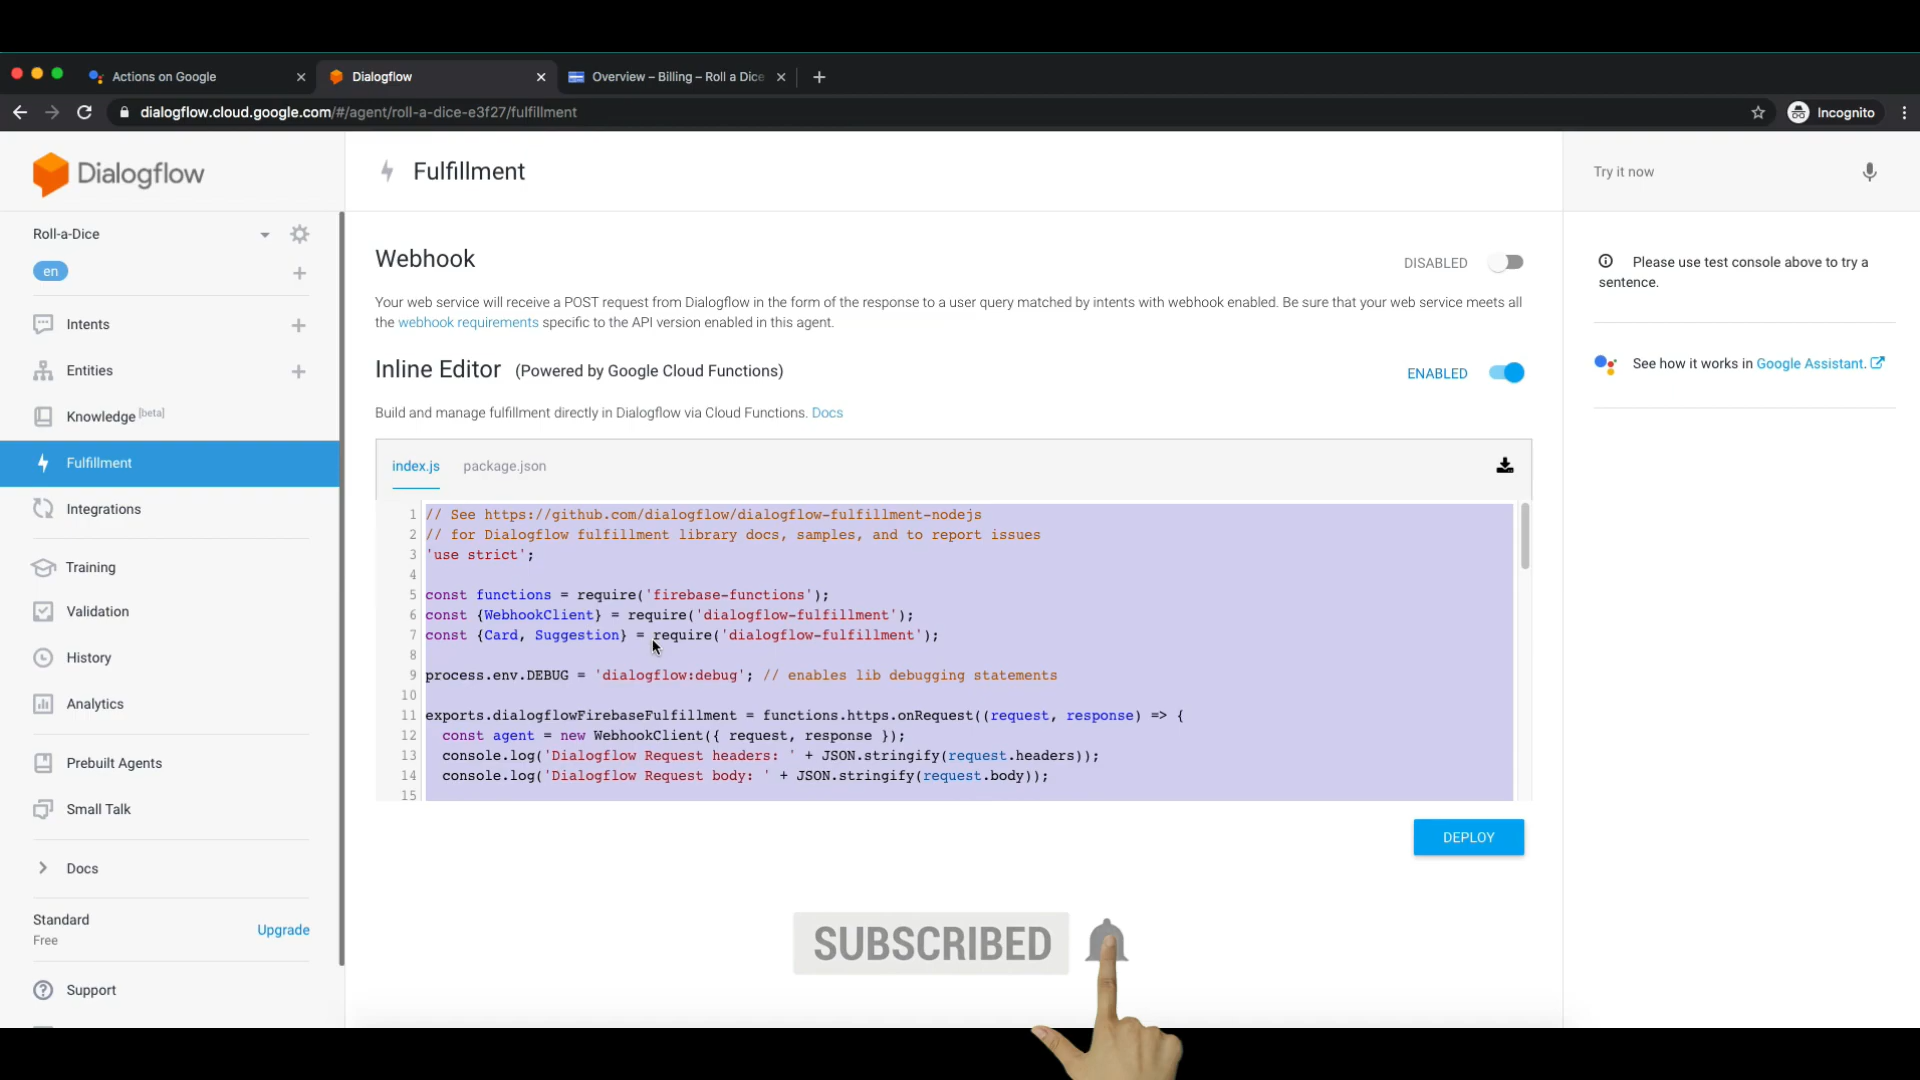 Actions on Google
Dialogflow
Overview – Billing – Roll a Dice
dialogflow.cloud.google.com/#/agent/roll-a-dice-e3f27/fulfillment
Incognito
Dialogflow
Roll-a-Dice
en
Intents
Entities
Knowledge [beta]
Fulfillment
Integrations
Training
Validation
History
Analytics
Prebuilt Agents
Small Talk
Docs
Standard
Free
Upgrade
Support
Fulfillment
Webhook
DISABLED
Your web service will receive a POST request from Dialogflow in the form of the response to a user query matched by intents with webhook enabled. Be sure that your web service meets all
the webhook requirements specific to the API version enabled in this agent.
Inline Editor (Powered by Google Cloud Functions)
ENABLED
Build and manage fulfillment directly in Dialogflow via Cloud Functions. Docs
index.js package.json
1 // See https://github.com/dialogflow/dialogflow-fulfillment-nodejs
2 // for Dialogflow fulfillment library docs, samples, and to report issues
3 'use strict';
4
5 const functions = require('firebase-functions');
6 const {WebhookClient} = require('dialogflow-fulfillment');
7 const {Card, Suggestion} = require('dialogflow-fulfillment');
8
9 process.env.DEBUG = 'dialogflow:debug'; // enables lib debugging statements
10
11 exports.dialogflowFirebaseFulfillment = functions.https.onRequest((request, response) => {
12 const agent = new WebhookClient({ request, response });
13 console.log('Dialogflow Request headers: ' + JSON.stringify(request.headers));
14 console.log('Dialogflow Request body: ' + JSON.stringify(request.body));
15
DEPLOY
SUBSCRIBED
Try it now
Please use test console above to try a
sentence.
See how it works in Google Assistant.